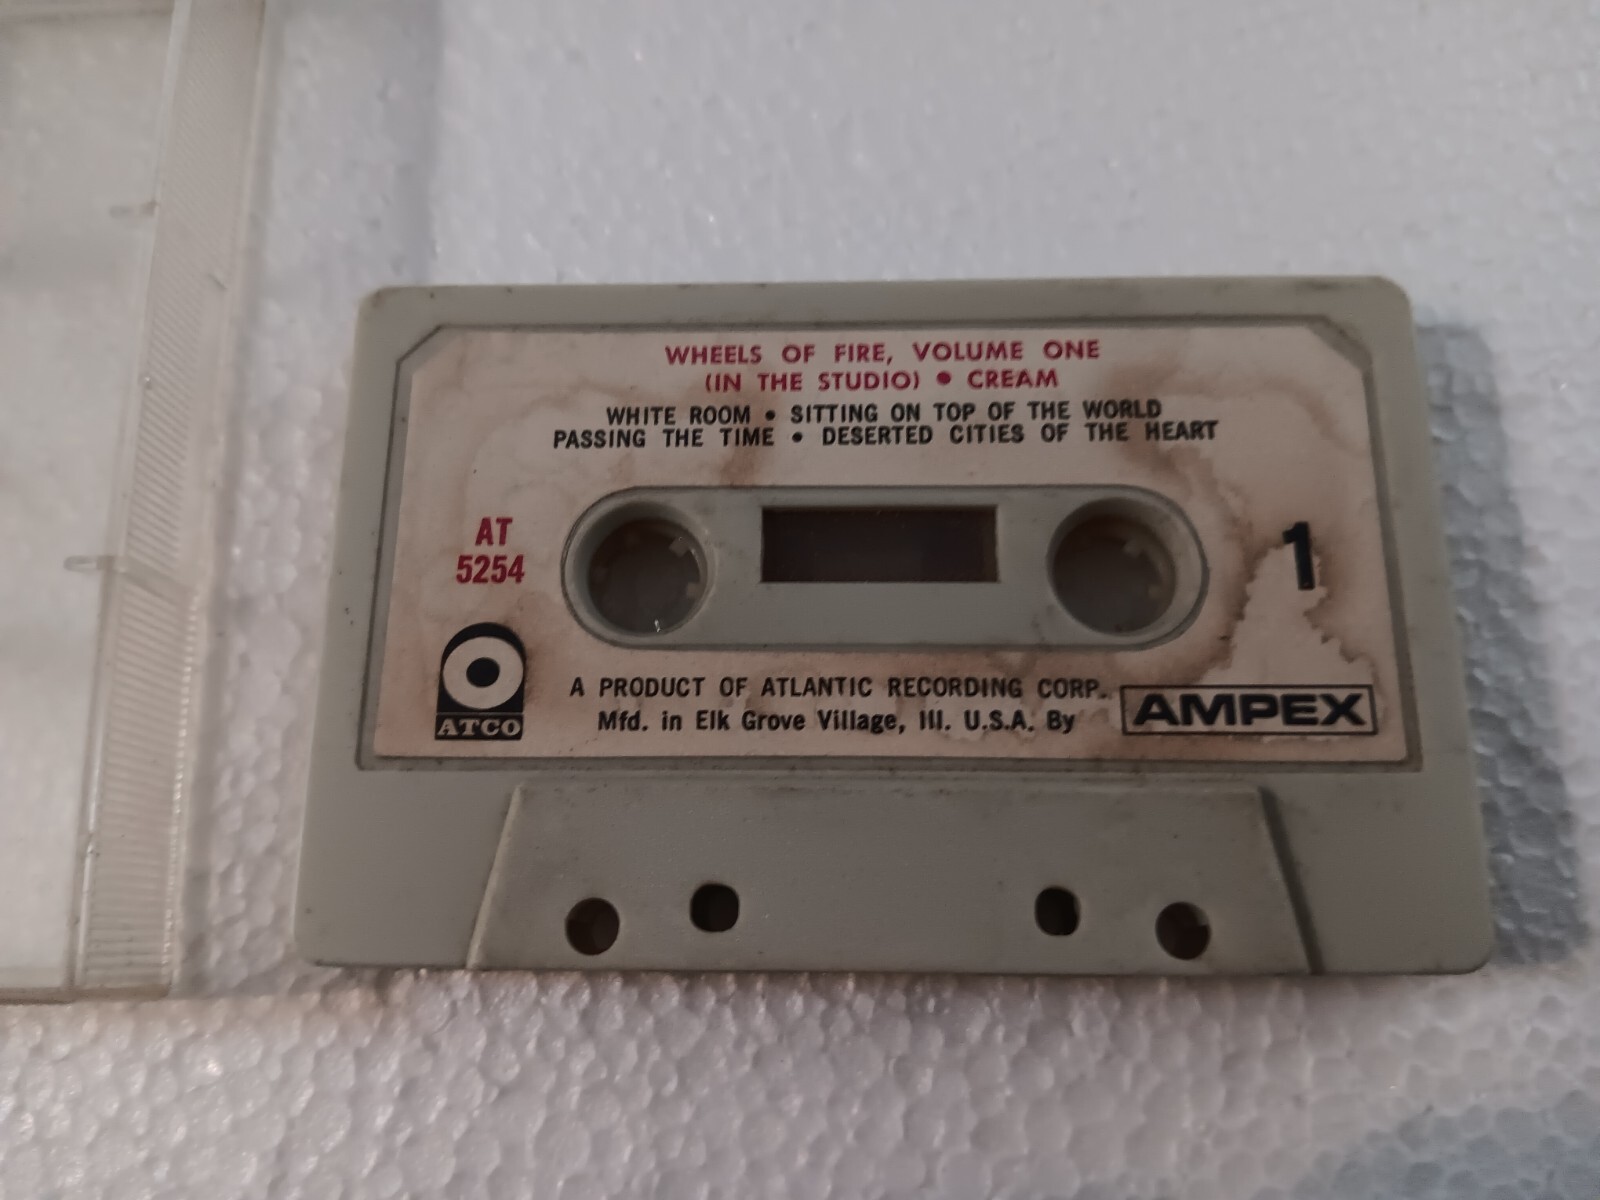 WHEELS OF FIRE, VOLUME ONE
(IN THE STUDIO) • CREAM
WHITE ROOM • SITTING ON TOP OF THE WORLD
PASSING THE TIME • DESERTED CITIES OF THE HEART
AT
5254
1
ATCO
A PRODUCT OF ATLANTIC RECORDING CORP.
Mfd. in Elk Grove Village, Ill. U.S.A. By
AMPEX